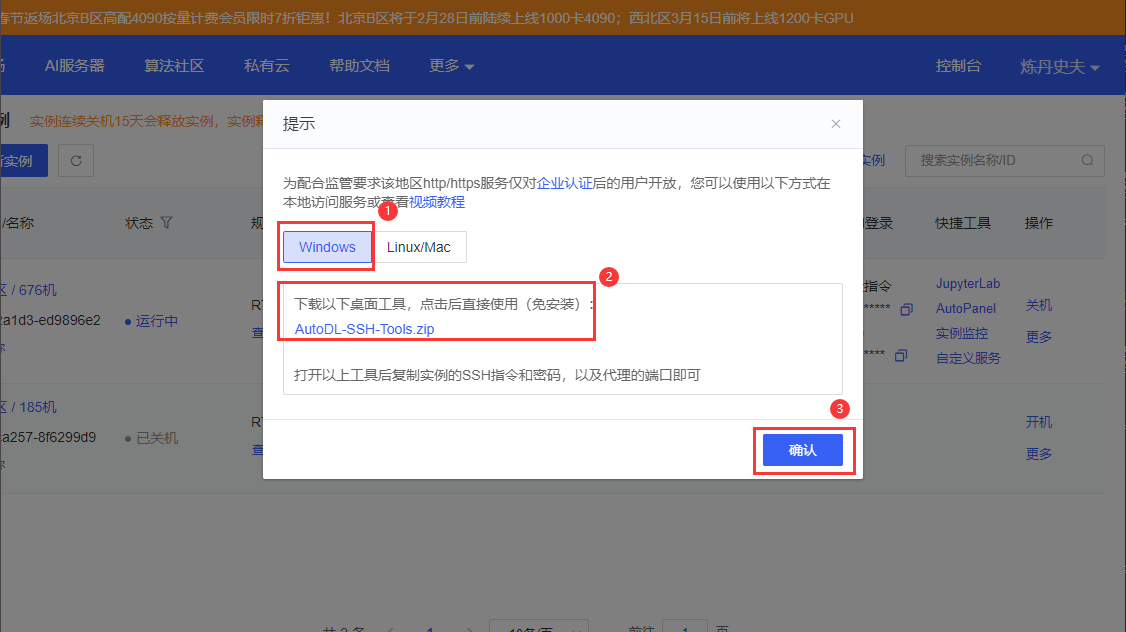 春节返场北京B区高配4090按量计费会员限时7折钜惠！北京B区将于2月28日前陆续上线1000卡4090；西北区3月15日前将上线1200卡GPU
AI服务器 算法社区 私有云 帮助文档 更多 控制台 炼丹史夫
例 实例连续关机15天会释放实例，实例
提示
实例 实例 搜索实例名称/ID
为配合监管要求该地区http/https服务仅对企业认证后的用户开放，您可以使用以下方式在
本地访问服务或查看视频教程
1
/名称 状态 规 登录 快捷工具 操作
Windows Linux/Mac
2
区 / 676机
a1d3-ed9896e2 运行中
下载以下桌面工具，点击后直接使用（免安装）：
AutoDL-SSH-Tools.zip
打开以上工具后复制实例的SSH指令和密码，以及代理的端口即可
指令 JupyterLab
***** AutoPanel 关机
实例监控 更多
**** 自定义服务
区 / 185机
a257-8f6299d9 已关机
查
3
开机
更多
确认
共 2 条 1 10条/页 前往 1 页